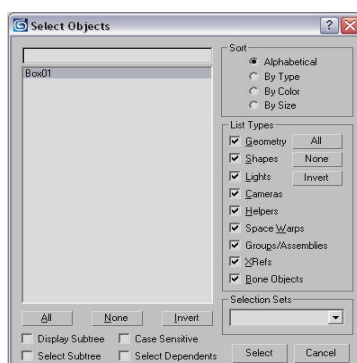 Select Objects
Box01
Sort
Alphabetical
By Type
By Color
By Size
List Types
Geometry All
Shapes None
Lights Invert
Cameras
Helpers
Space Warps
Groups/Assemblies
XRefs
Bone Objects
Selection Sets
All None Invert
Display Subtree Case Sensitive
Select Subtree Select Dependents
Select Cancel